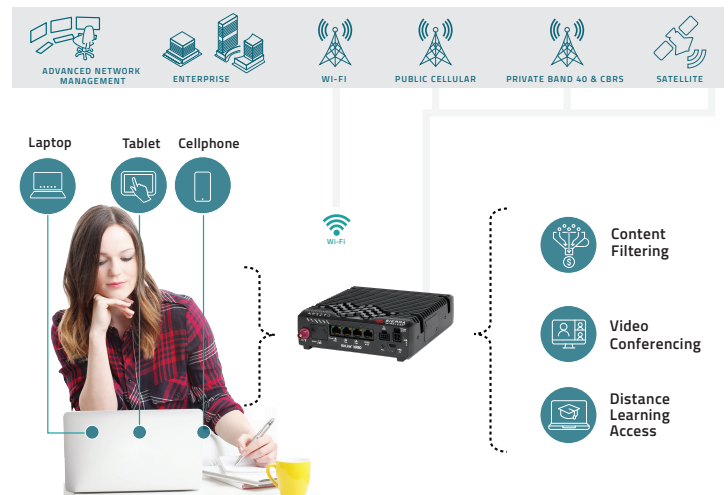 ADVANCED NETWORK
MANAGEMENT
ENTERPRISE
WI-FI
PUBLIC CELLULAR
PRIVATE BAND 40 & CBRS
SATELLITE
Laptop
Tablet
Cellphone
Wi-Fi
SIERRA
Content
Filtering
Video
Conferencing
Distance
Learning
Access